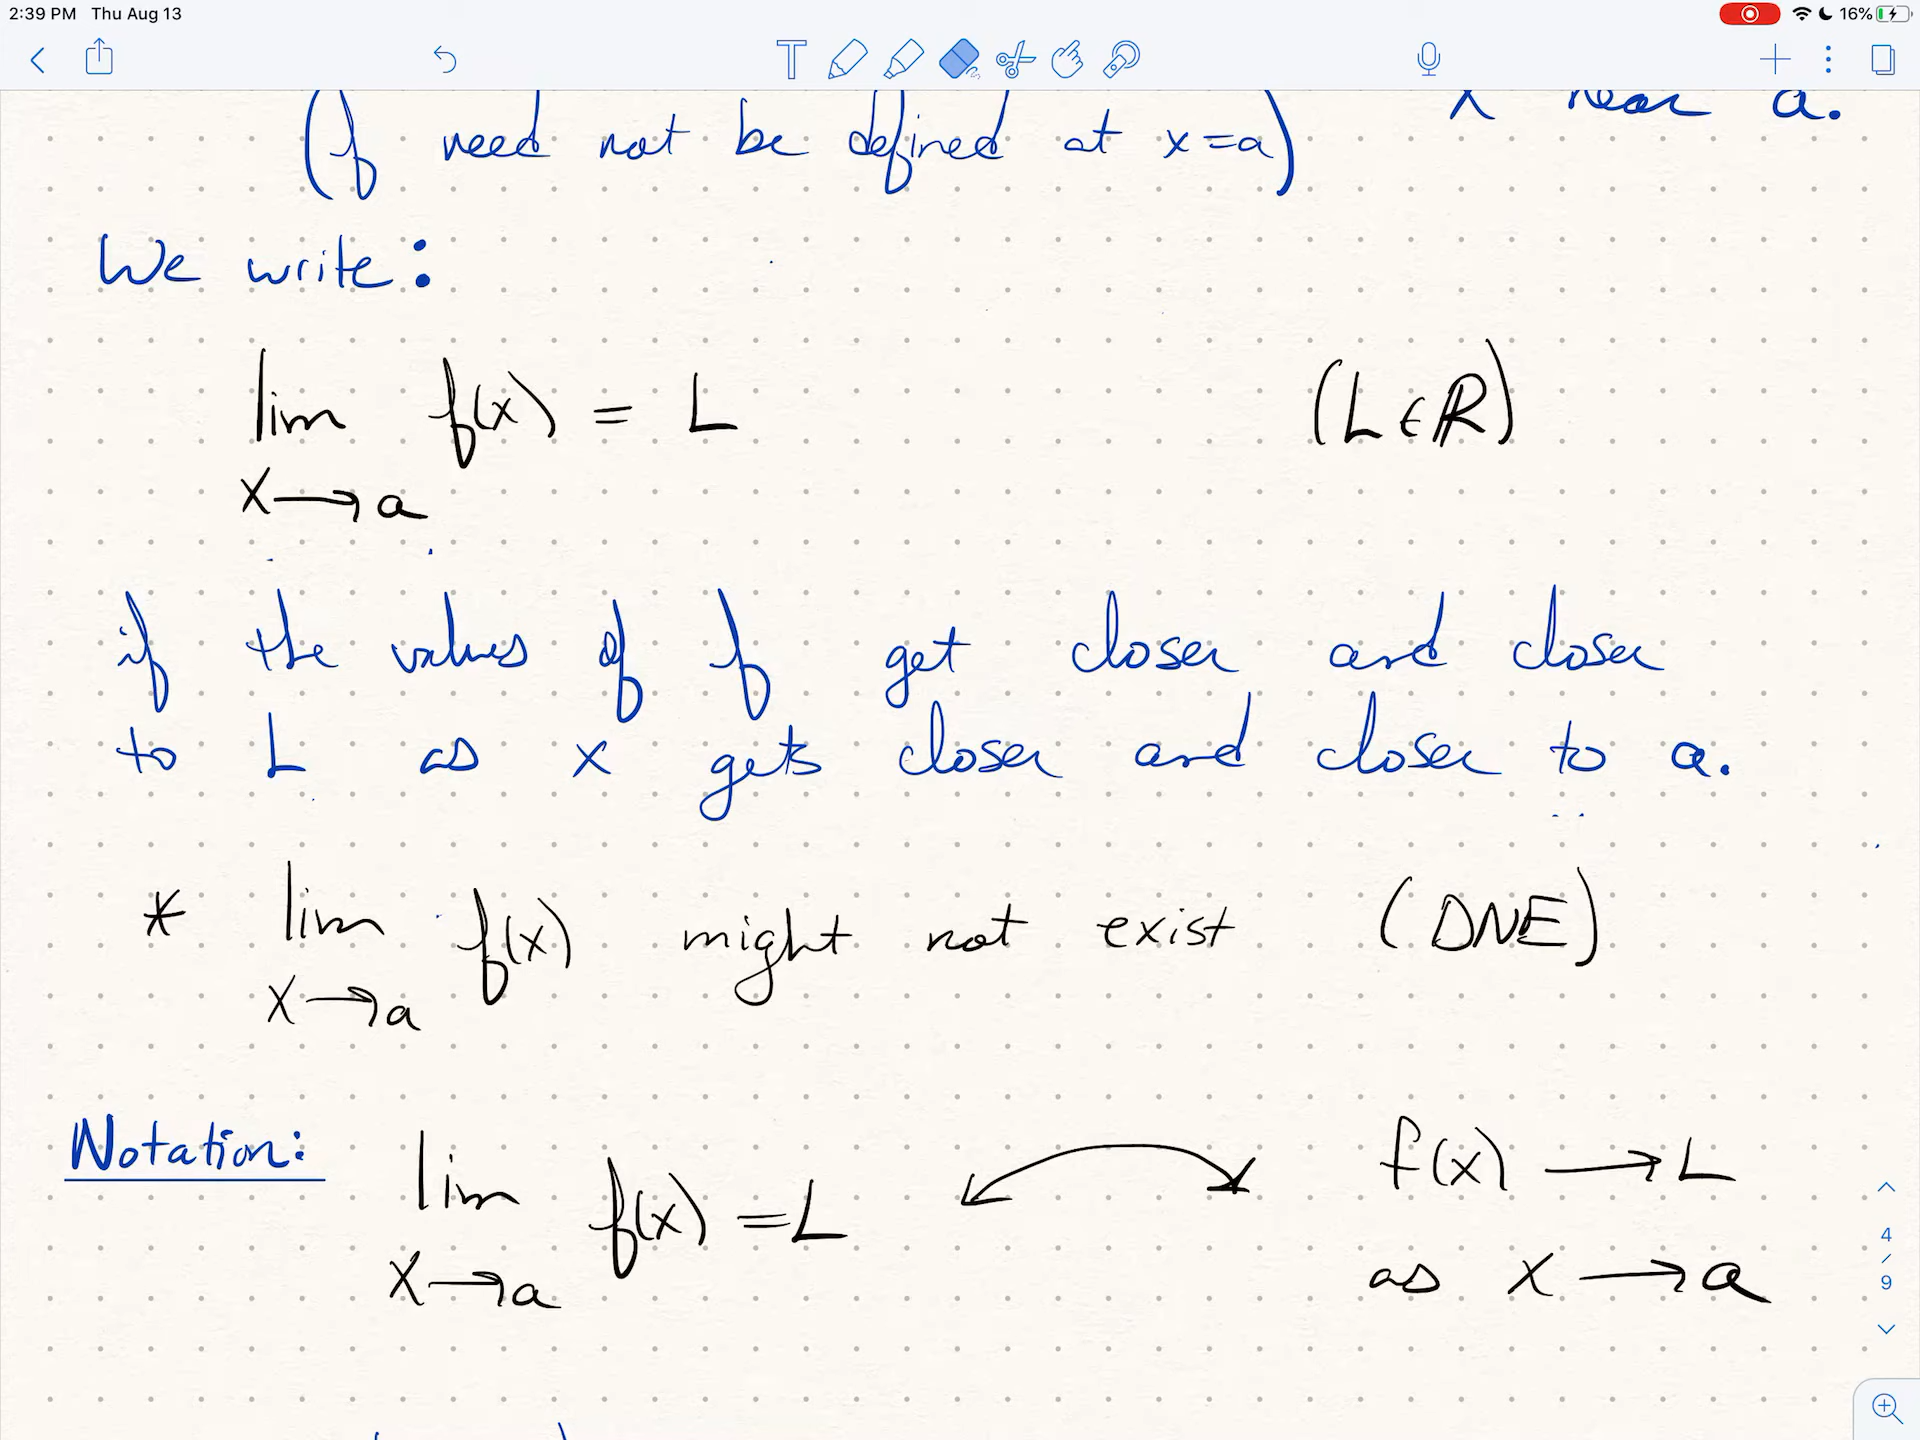 2:39 PM Thu Aug 13 16%
x near a.
(f need not be defined at x=a)
We write:
lim f(x) = L (L∈ℝ)
x→a
if the values of f get closer and closer
to L as x gets closer and closer to a.
* lim f(x) might not exist (DNE)
x→a
Notation: lim f(x) = L f(x) → L
x→a as x → a
4
/
9